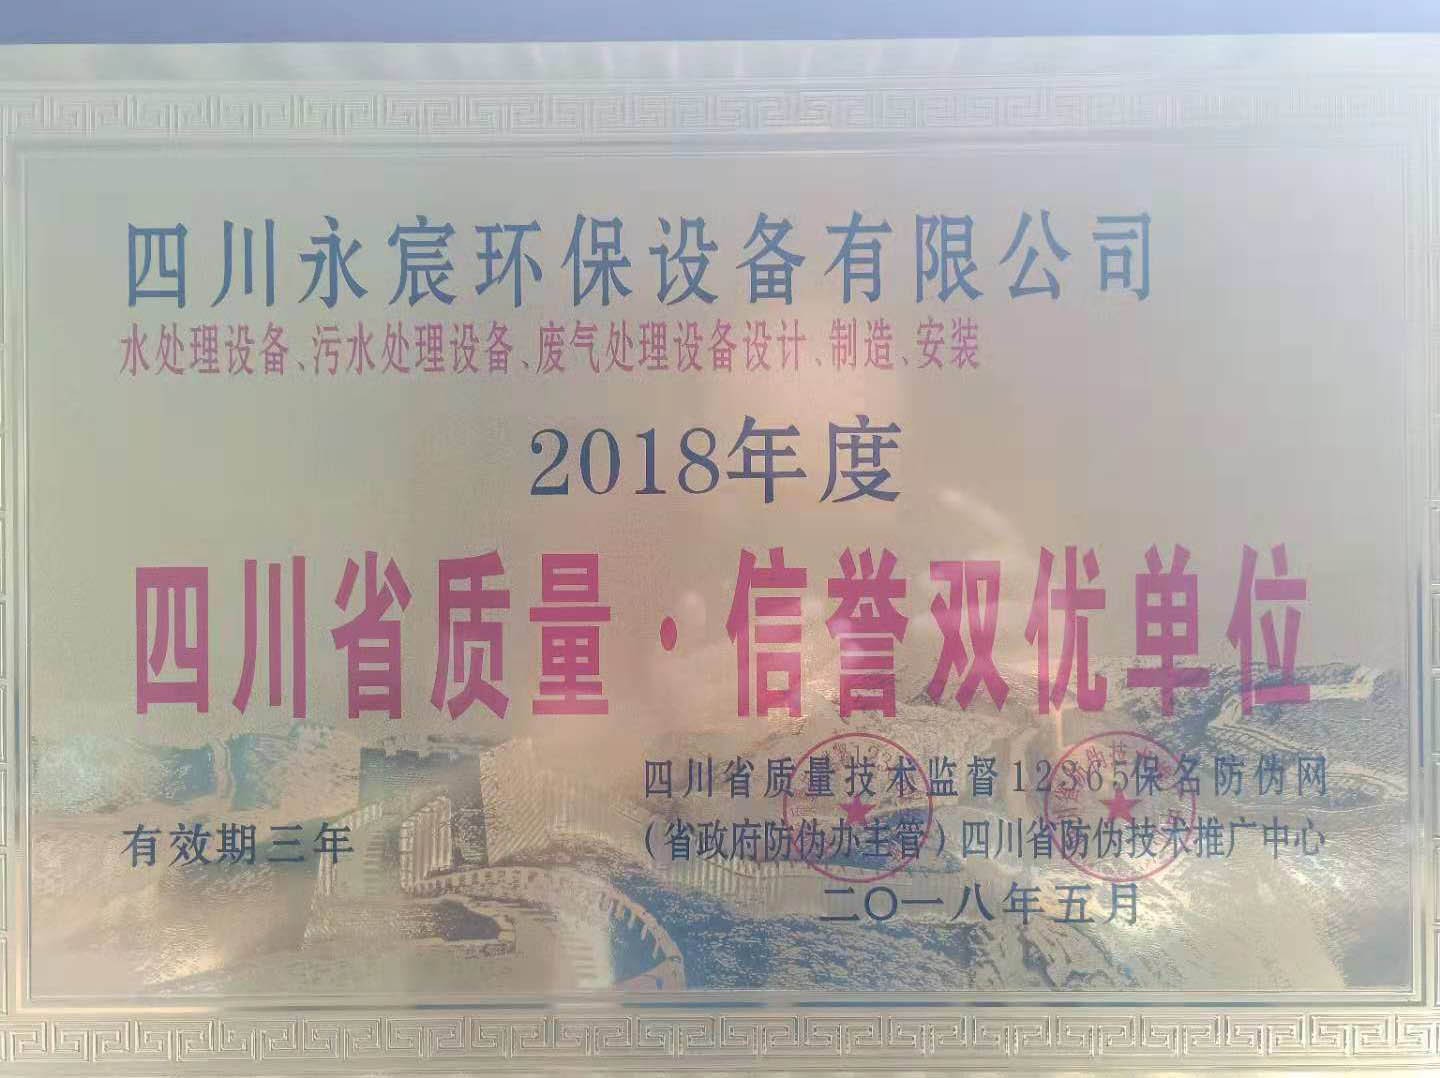 四川永宸环保设备有限公司
水处理设备、污水处理设备、废气处理设备设计、制造、安装
2018年度
四川省质量·信誉双优单位
四川省质量技术监督12365保名防伪网
有效期三年
(省政府防伪办主管)四川省防伪技术推广中心
二〇一八年五月